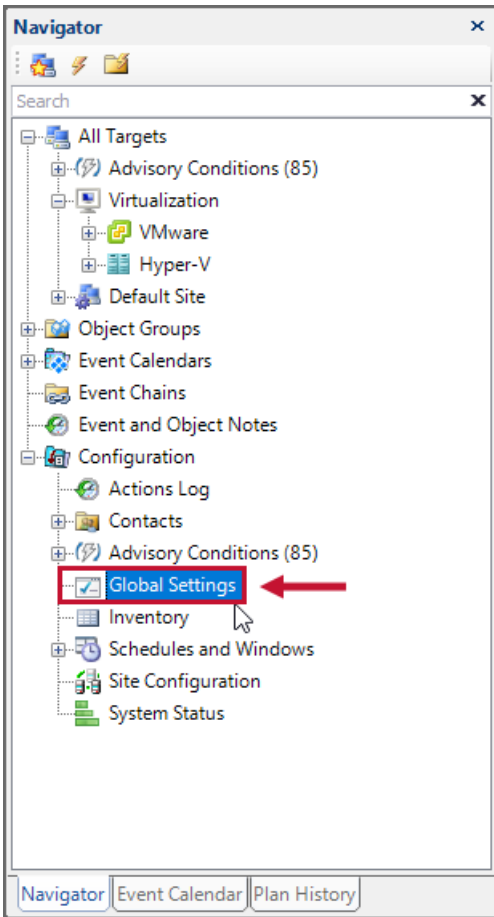 Navigator
Search
All Targets
Advisory Conditions (85)
Virtualization
VMware
Hyper-V
Default Site
Object Groups
Event Calendars
Event Chains
Event and Object Notes
Configuration
Actions Log
Contacts
Advisory Conditions (85)
Global Settings
Inventory
Schedules and Windows
Site Configuration
System Status
Navigator Event Calendar Plan History